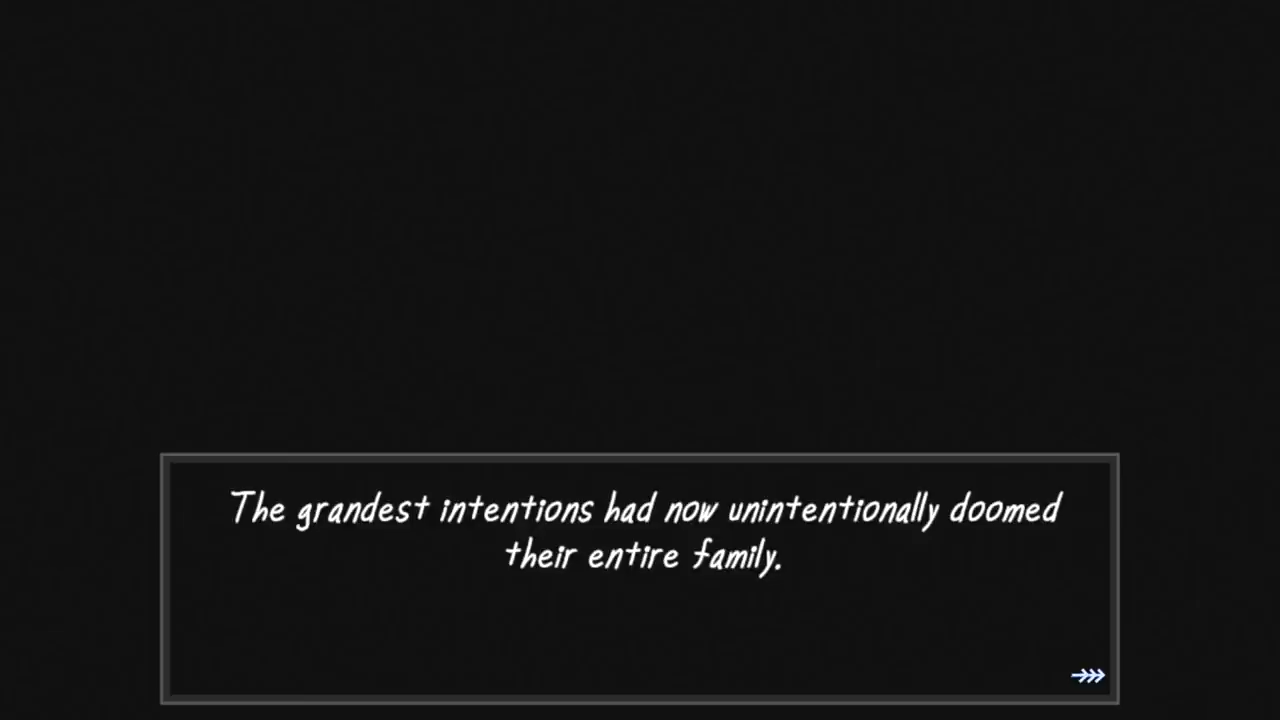 The grandest intentions had now unintentionally doomed
their entire family.